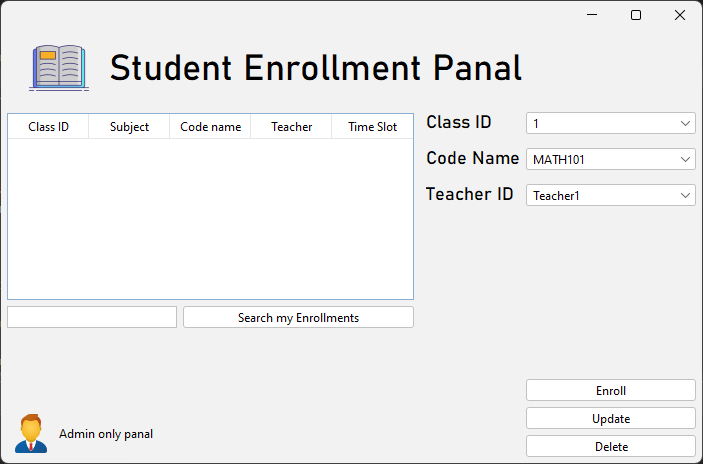 Student Enrollment Panal
Class ID Subject Code name Teacher Time Slot
Class ID 1
Code Name MATH101
Teacher ID Teacher1
Search my Enrollments
Enroll
Update
Delete
Admin only panal